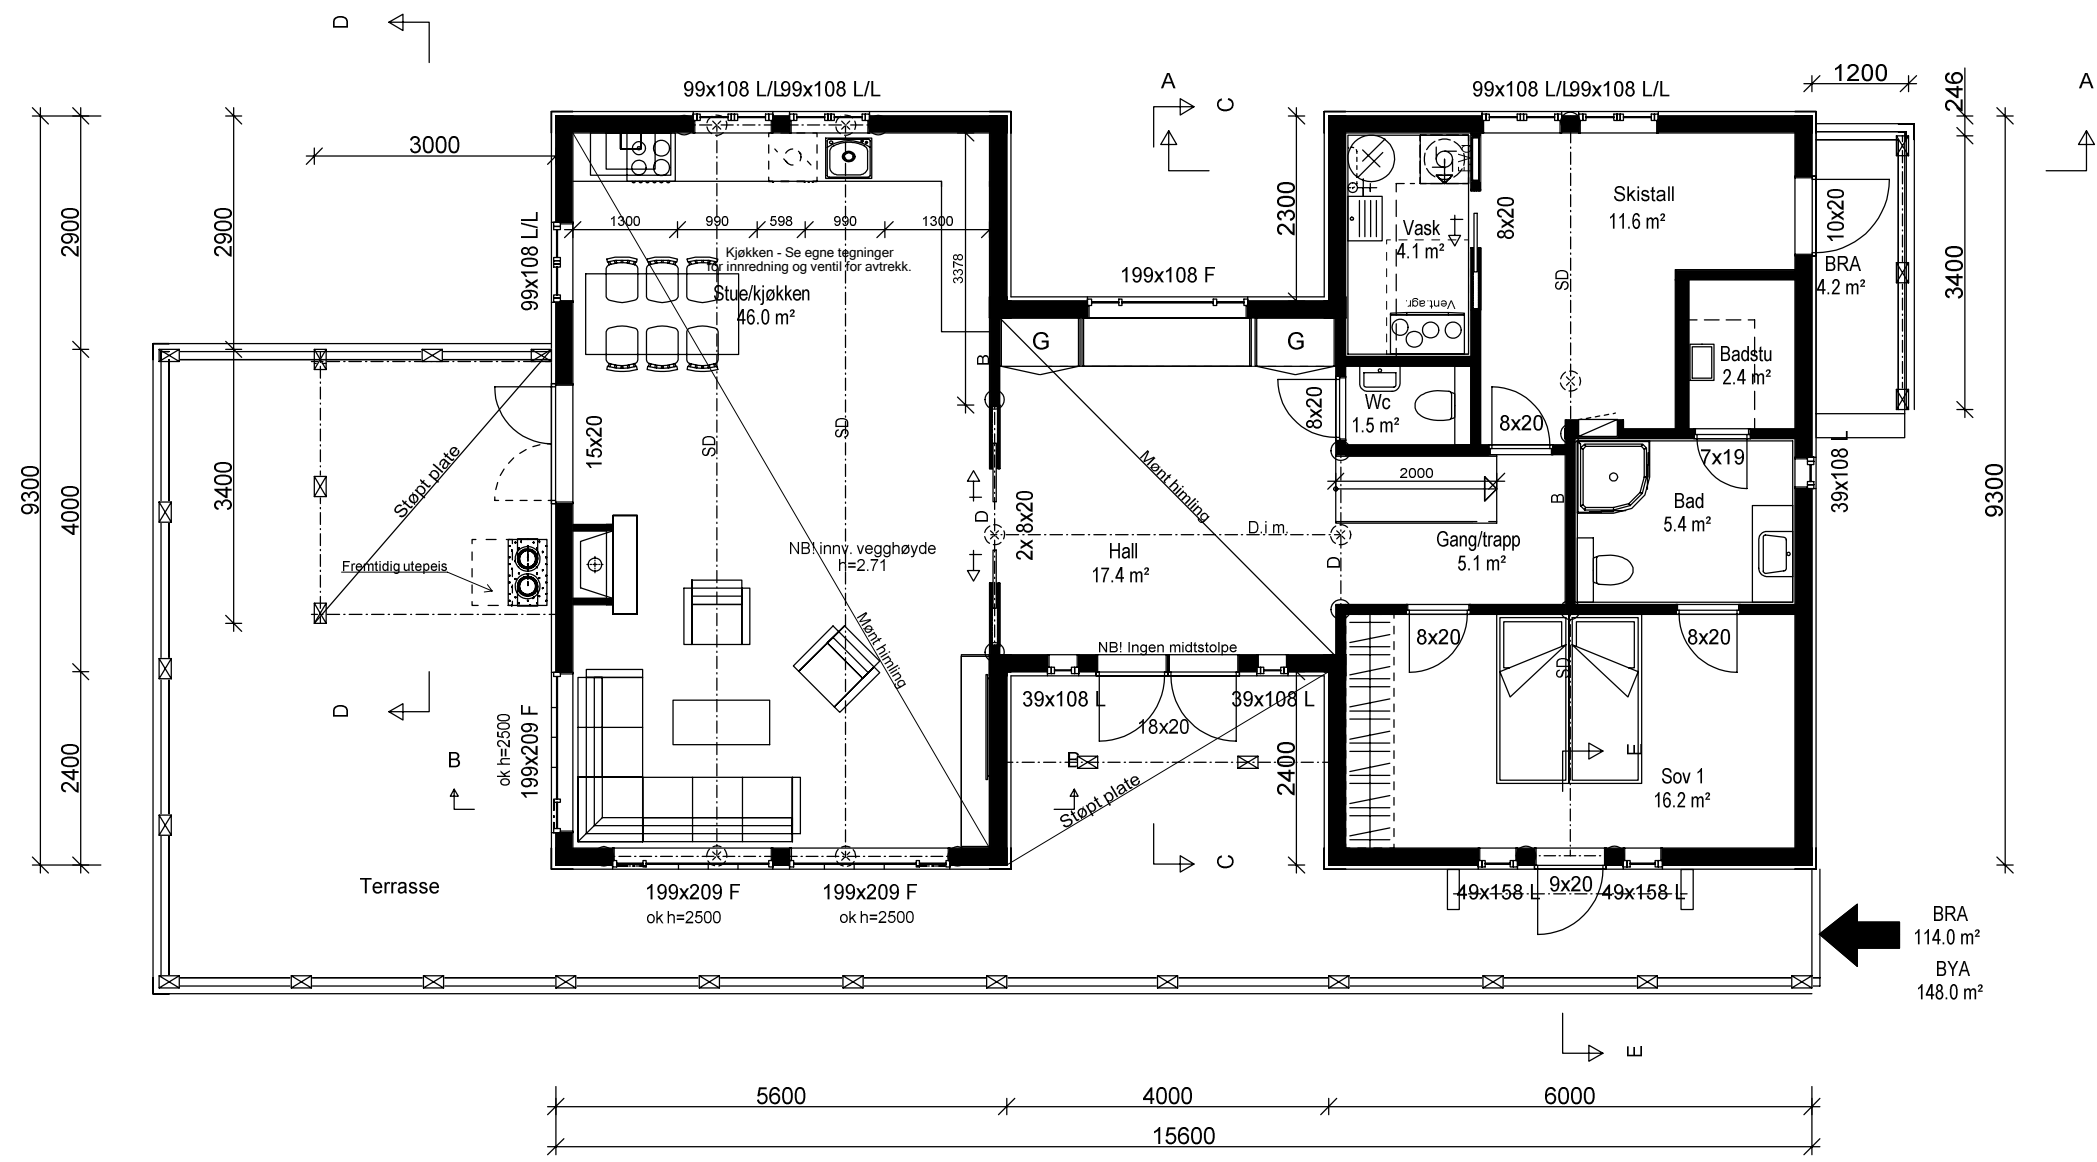 D
A
A
C
99x108 L/L
99x108 L/L
99x108 L/L
99x108 L/L
1200
246
3000
2900
2900
2300
9300
4000
3400
2400
9300
3400
99x108 L/L
1300
990
598
990
1300
Kjøkken - Se egne tegninger
for innredning og ventil for avtrekk.
3378
Stue/kjøkken
46.0 m²
199x108 F
G
G
B
Vask
4.1 m²
Vent.agr.
8x20
SD
Skistall
11.6 m²
10x20
BRA
4.2 m²
Badstu
2.4 m²
Wc
1.5 m²
8x20
8x20
7x19
39x108 L
SD
SD
15x20
Støpt plate
Fremtidig utepeis
Mønt himling
2000
B
Bad
5.4 m²
D
2x 8x20
D.i m.
D
Hall
17.4 m²
Gang/trapp
5.1 m²
NB! innv. vegghøyde
h=2.71
Mønt himling
NB! Ingen midtstolpe
8x20
8x20
SD
39x108 L
39x108 L
18x20
D
ok h=2500
199x209 F
B
B
2400
Støpt plate
E
Sov 1
16.2 m²
C
Terrasse
199x209 F
199x209 F
ok h=2500
ok h=2500
49x158 L
9x20
49x158 L
BRA
114.0 m²
BYA
148.0 m²
E
5600
4000
6000
15600